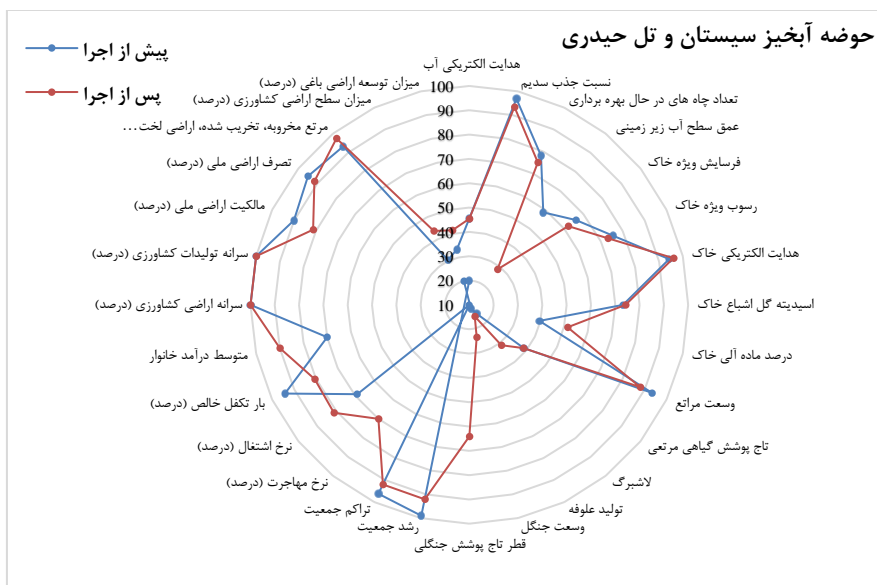 حوضه آبخیز سیستان و تل حیدری
پیش از اجرا
پس از اجرا
هدایت الکتریکی آب
نسبت جذب سدیم
تعداد چاه های در حال بهره برداری
عمق سطح آب زیر زمینی
فرسایش ویژه خاک
رسوب ویژه خاک
هدایت الکتریکی خاک
اسیدیته گل اشباع خاک
درصد ماده آلی خاک
وسعت مراتع
تاج پوشش گیاهی مرتعی
لاشبرگ
تولید علوفه
وسعت جنگل
قطر تاج پوشش جنگلی
رشد جمعیت
تراکم جمعیت
نرخ مهاجرت (درصد)
نرخ اشتغال (درصد)
بار تکفل خالص (درصد)
متوسط درآمد خانوار
سرانه اراضی کشاورزی (درصد)
سرانه تولیدات کشاورزی (درصد)
مالکیت اراضی ملی (درصد)
تصرف اراضی ملی (درصد)
مرتع مخروبه، تخریب شده، اراضی لخت...
میزان سطح اراضی کشاورزی (درصد)
میزان توسعه اراضی باغی (درصد)
100
90
80
70
60
50
40
30
20
10